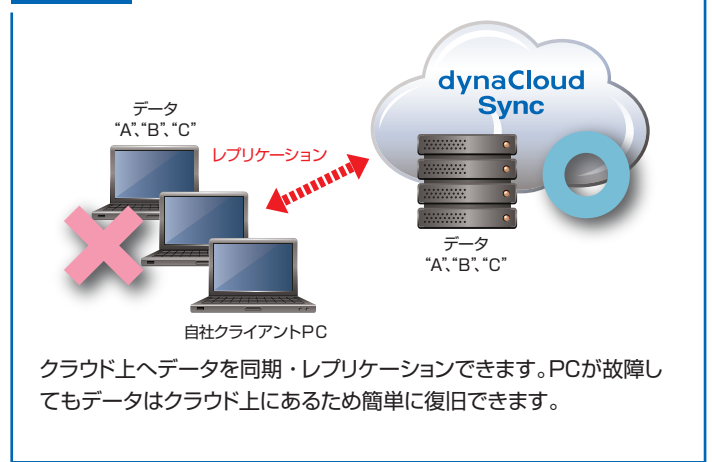 データ
“A”、“B”、“C”
レプリケーション
dynaCloud
Sync
データ
“A”、“B”、“C”
自社クライアントPC
クラウド上へデータを同期・レプリケーションできます。PCが故障し
てもデータはクラウド上にあるため簡単に復旧できます。